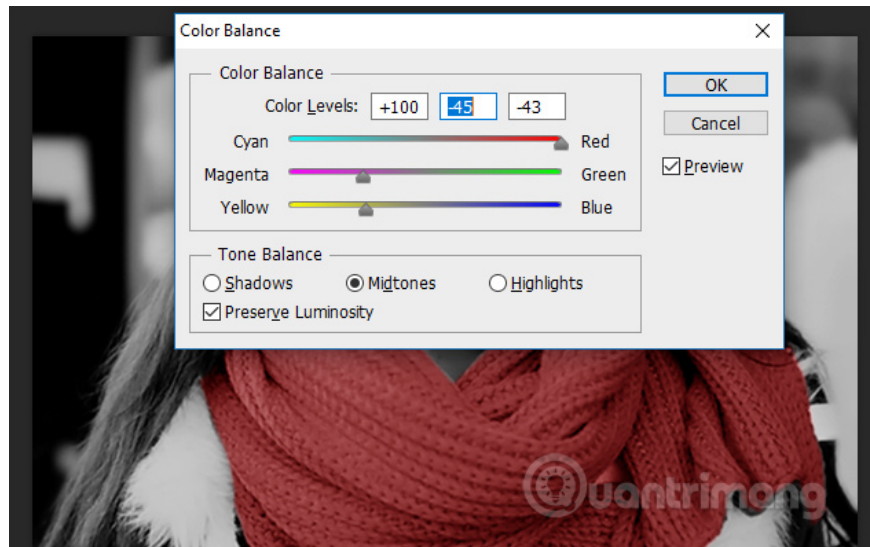 Color Balance
Color Balance
Color Levels: +100 -45 -43
Cyan Red
Magenta Green
Yellow Blue
Tone Balance
Shadows Midtones Highlights
Preserve Luminosity
OK
Cancel
Preview
Quantrimang